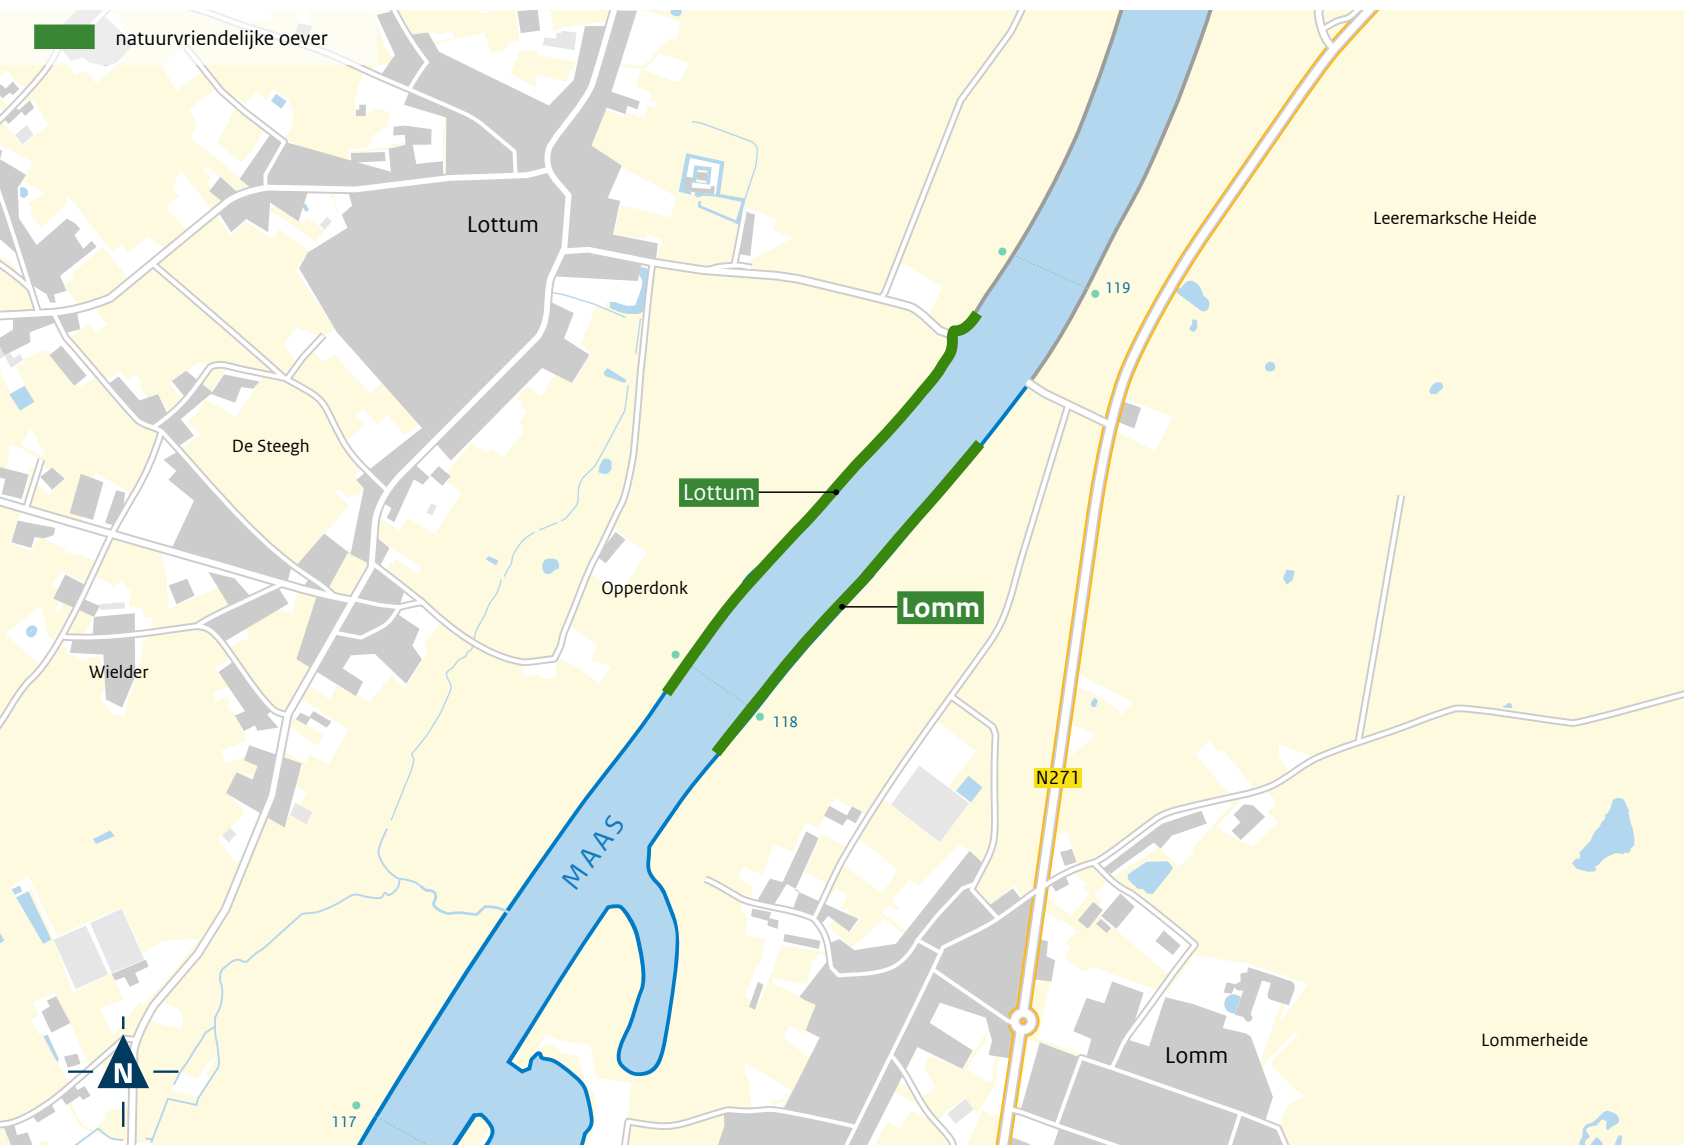 natuurvriendelijke oever
Lottum
Leeremarksche Heide
119
De Steegh
Lottum
Opperdonk
Lomm
Wielder
118
N271
MAAS
Lommerheide
Lomm
N
117